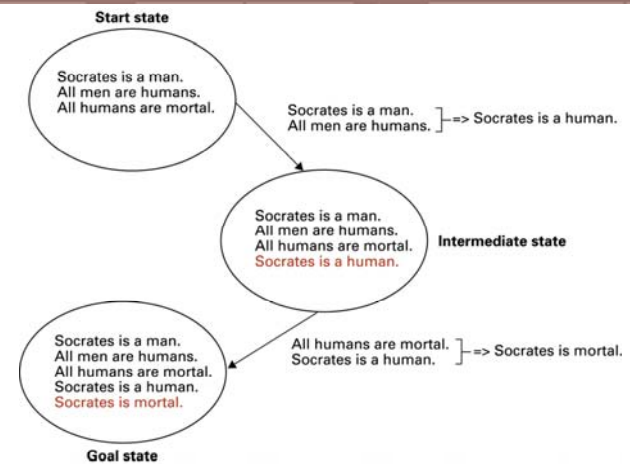 Start state
Socrates is a man.
All men are humans.
All humans are mortal.
Socrates is a man.
All men are humans.
=> Socrates is a human.
Socrates is a man.
All men are humans.
All humans are mortal.
Socrates is a human.
Intermediate state
All humans are mortal.
Socrates is a human.
=> Socrates is mortal.
Socrates is a man.
All men are humans.
All humans are mortal.
Socrates is a human.
Socrates is mortal.
Goal state